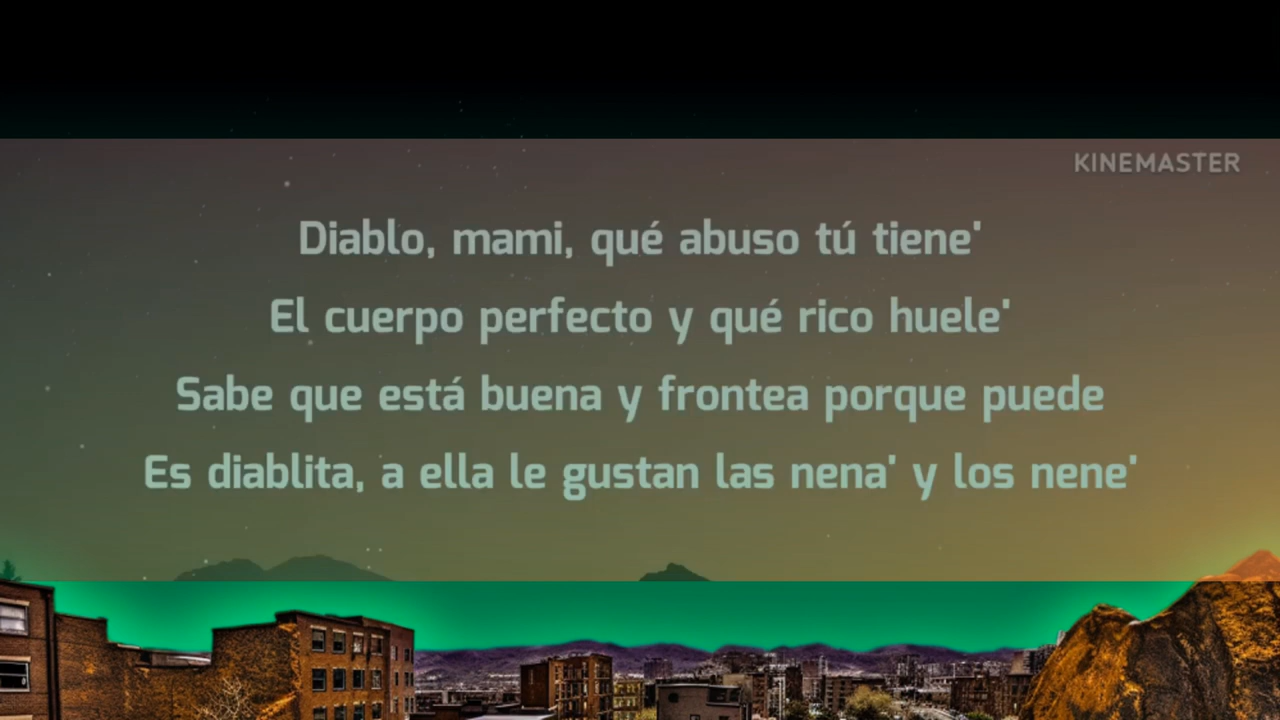 KINEMASTER
Diablo, mami, qué abuso tú tiene'
El cuerpo perfecto y qué rico huele'
Sabe que está buena y frontea porque puede
Es diablita, a ella le gustan las nena' y los nene'